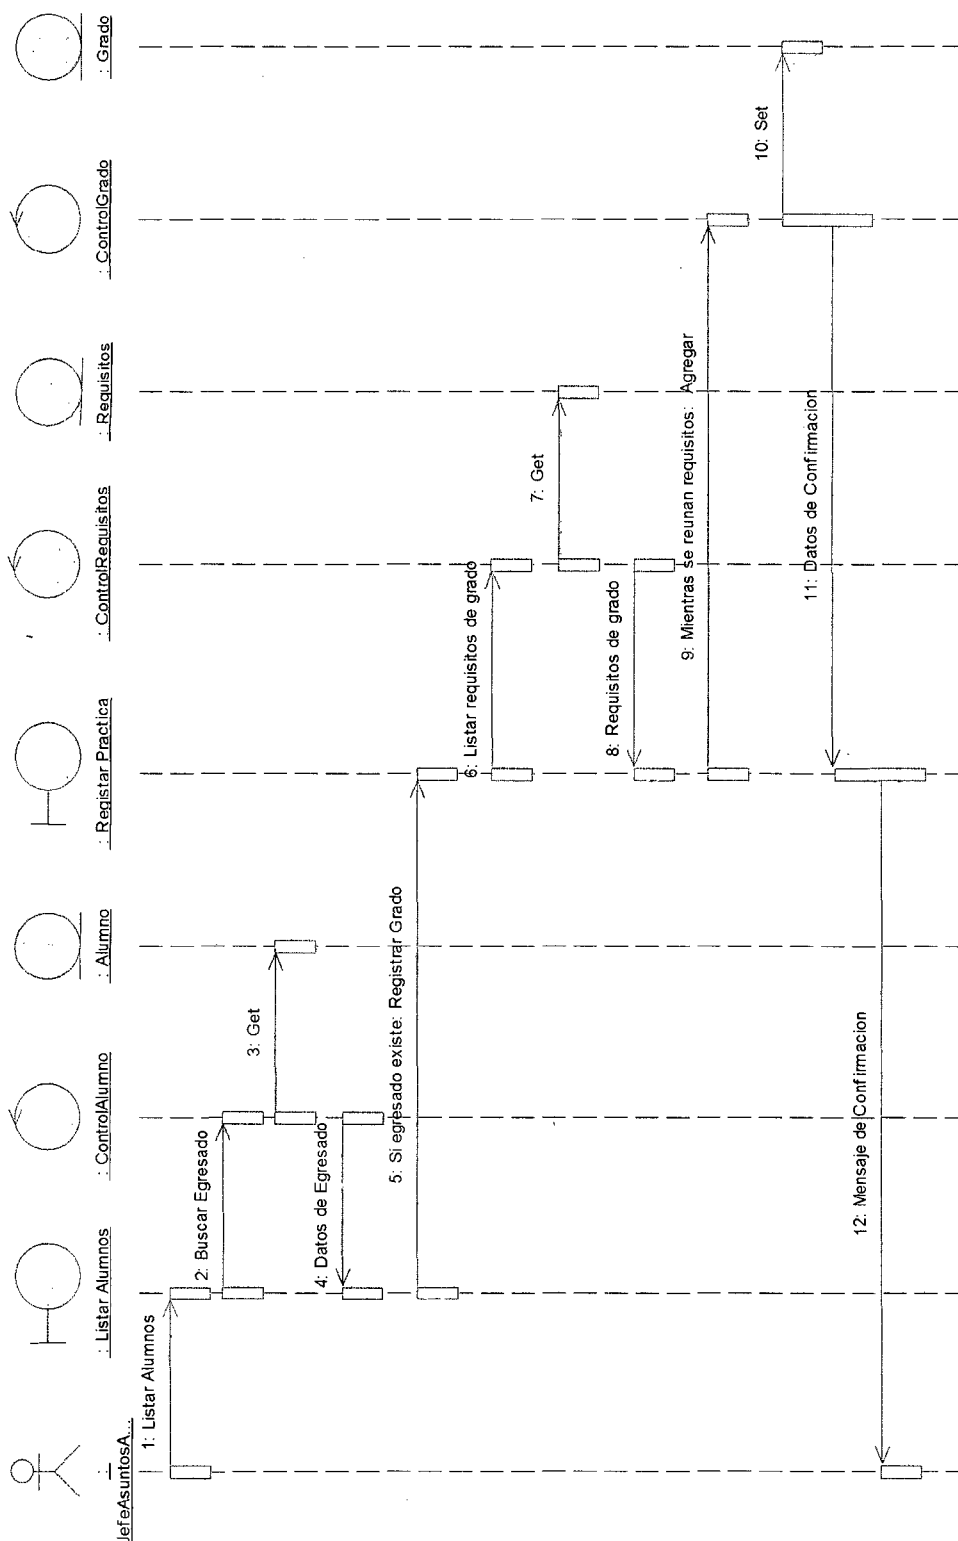 : JefeAsuntosA...
: Listar Alumnos
: ControlAlumno
: Alumno
: Registar Practica
: ControlRequisitos
: Requisitos
: ControlGrado
: Grado
1: Listar Alumnos
2: Buscar Egresado
3: Get
4: Datos de Egresado
5: Si egresado existe: Registrar Grado
6: Listar requisitos de grado
7: Get
8: Requisitos de grado
9: Mientras se reunan requisitos: Agregar
10: Set
11: Datos de Confirmacion
12: Mensaje de Confirmacion